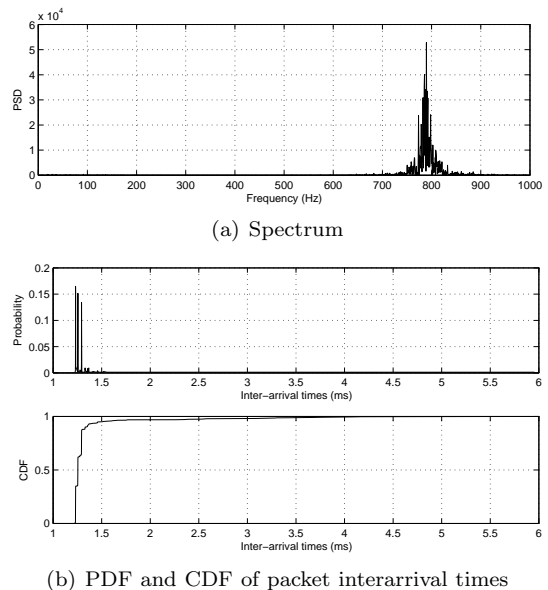 x 10^4
6
5
4
3
2
1
0
PSD
0 100 200 300 400 500 600 700 800 900 1000
Frequency (Hz)
(a) Spectrum
0.2
0.15
0.1
0.05
0
Probability
1 1.5 2 2.5 3 3.5 4 4.5 5 5.5 6
Inter−arrival times (ms)
1
0.5
0
CDF
1 1.5 2 2.5 3 3.5 4 4.5 5 5.5 6
Inter−arrival times (ms)
(b) PDF and CDF of packet interarrival times